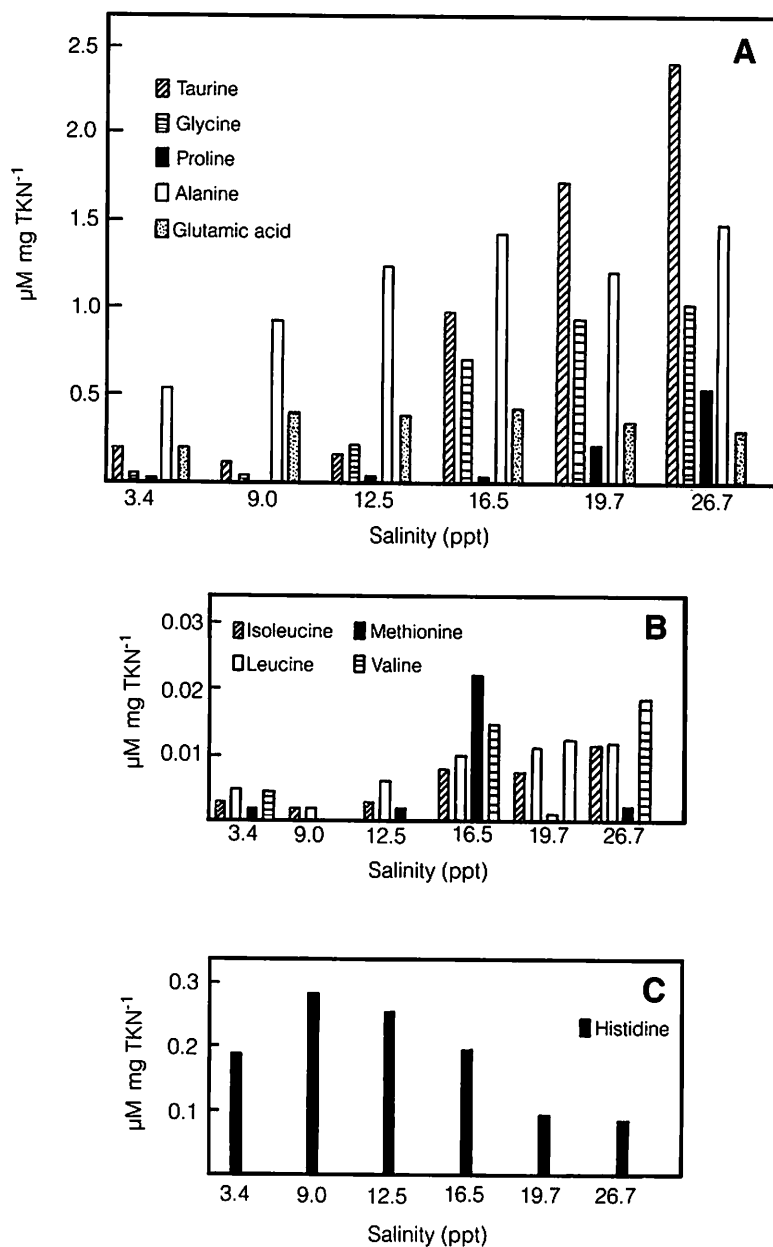 A
2.5
2.0
1.5
1.0
0.5
µM mg TKN⁻¹
Taurine
Glycine
Proline
Alanine
Glutamic acid
3.4 9.0 12.5 16.5 19.7 26.7
Salinity (ppt)
B
0.03
0.02
0.01
µM mg TKN⁻¹
Isoleucine Methionine
Leucine Valine
3.4 9.0 12.5 16.5 19.7 26.7
Salinity (ppt)
C
0.3
0.2
0.1
µM mg TKN⁻¹
Histidine
3.4 9.0 12.5 16.5 19.7 26.7
Salinity (ppt)